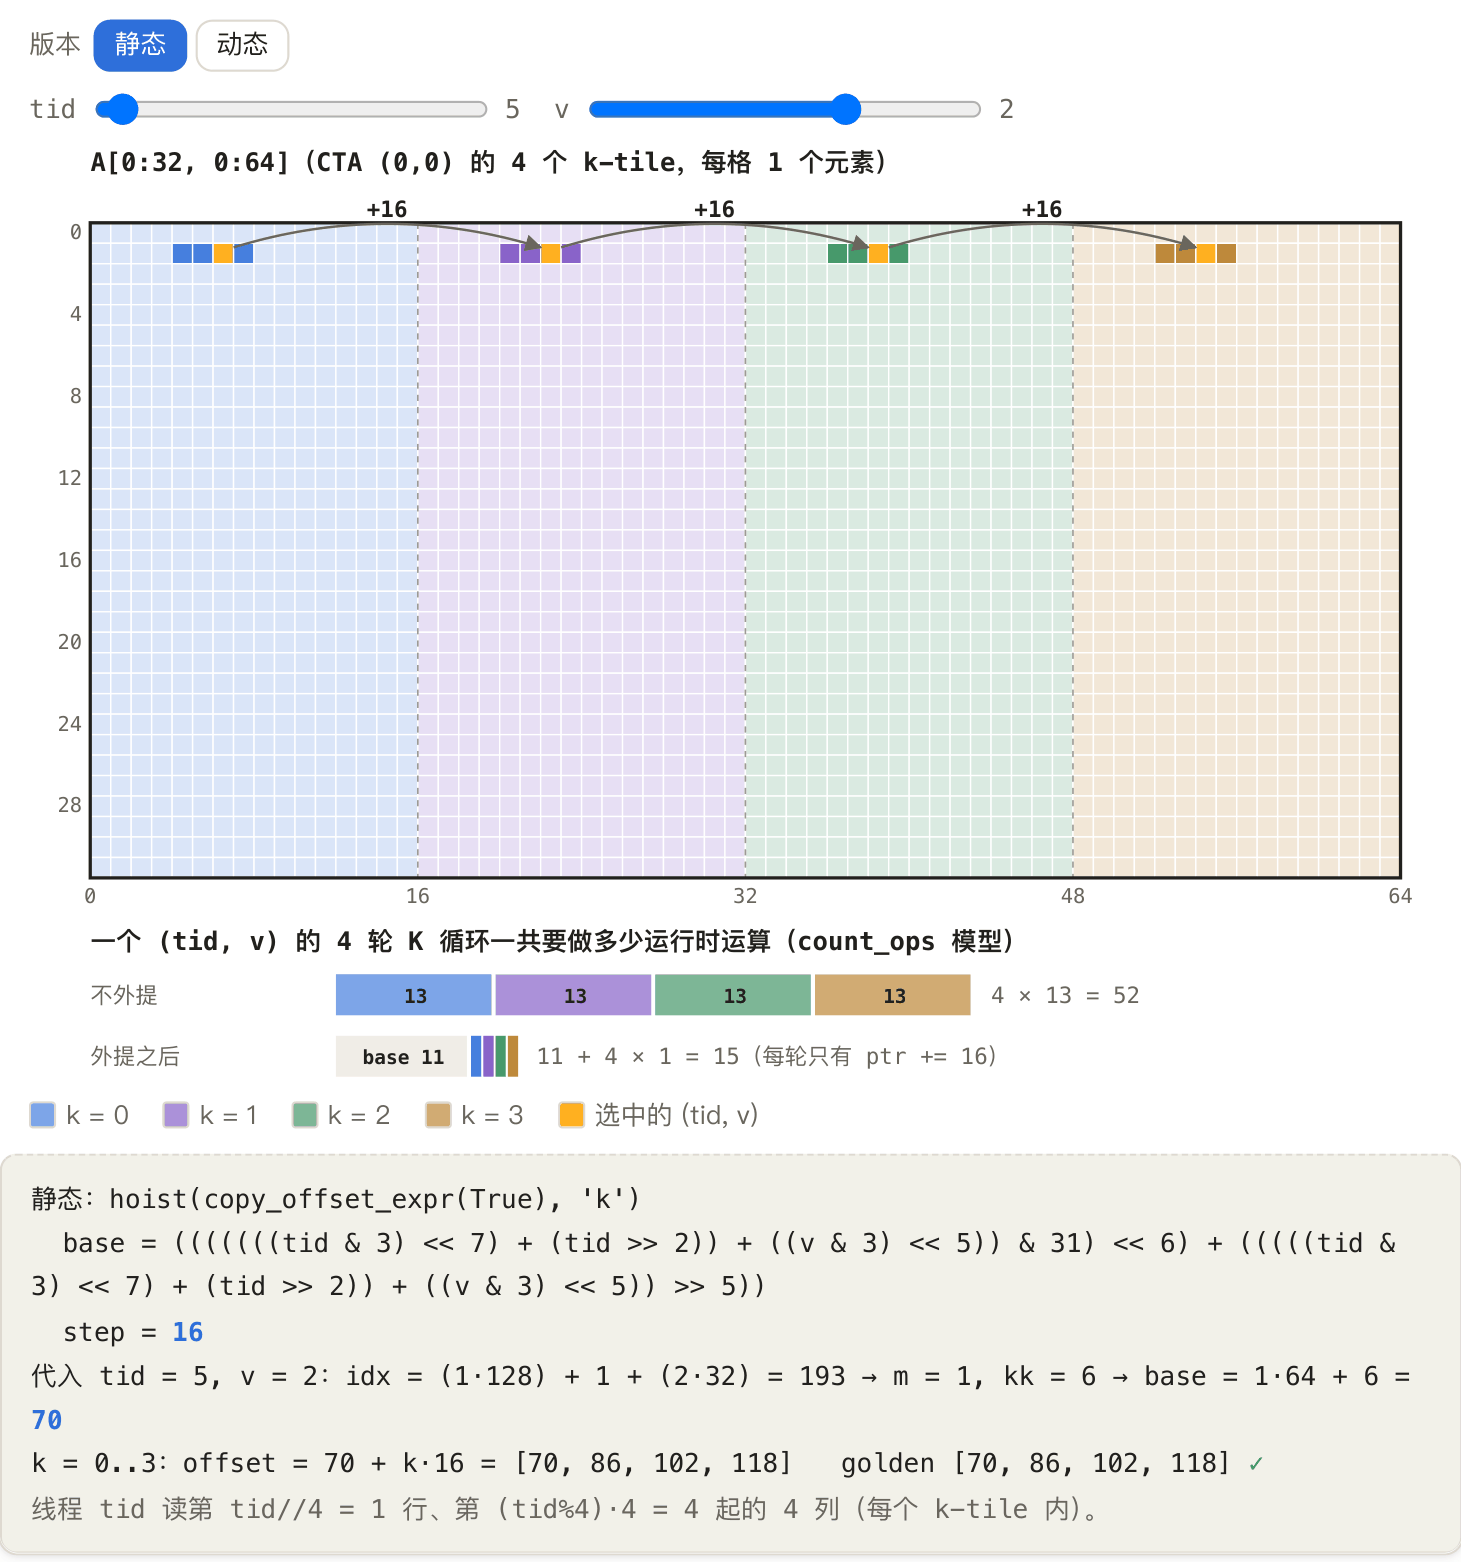 版本 静态 动态
tid 5 v 2
A[0:32, 0:64]（CTA (0,0) 的 4 个 k-tile，每格 1 个元素）
+16 +16 +16
0
4
8
12
16
20
24
28
0 16 32 48 64
一个 (tid, v) 的 4 轮 K 循环一共要做多少运行时运算（count_ops 模型）
不外提 13 13 13 13 4 × 13 = 52
外提之后 base 11 11 + 4 × 1 = 15（每轮只有 ptr += 16）
k = 0 k = 1 k = 2 k = 3 选中的 (tid, v)
静态：hoist(copy_offset_expr(True), 'k')
base = (((((((tid & 3) << 7) + (tid >> 2)) + ((v & 3) << 5)) & 31) << 6) + (((((tid &
3) << 7) + (tid >> 2)) + ((v & 3) << 5)) >> 5))
step = 16
代入 tid = 5, v = 2：idx = (1·128) + 1 + (2·32) = 193 → m = 1, kk = 6 → base = 1·64 + 6 =
70
k = 0..3：offset = 70 + k·16 = [70, 86, 102, 118] golden [70, 86, 102, 118] ✓
线程 tid 读第 tid//4 = 1 行、第 (tid%4)·4 = 4 起的 4 列（每个 k-tile 内）。